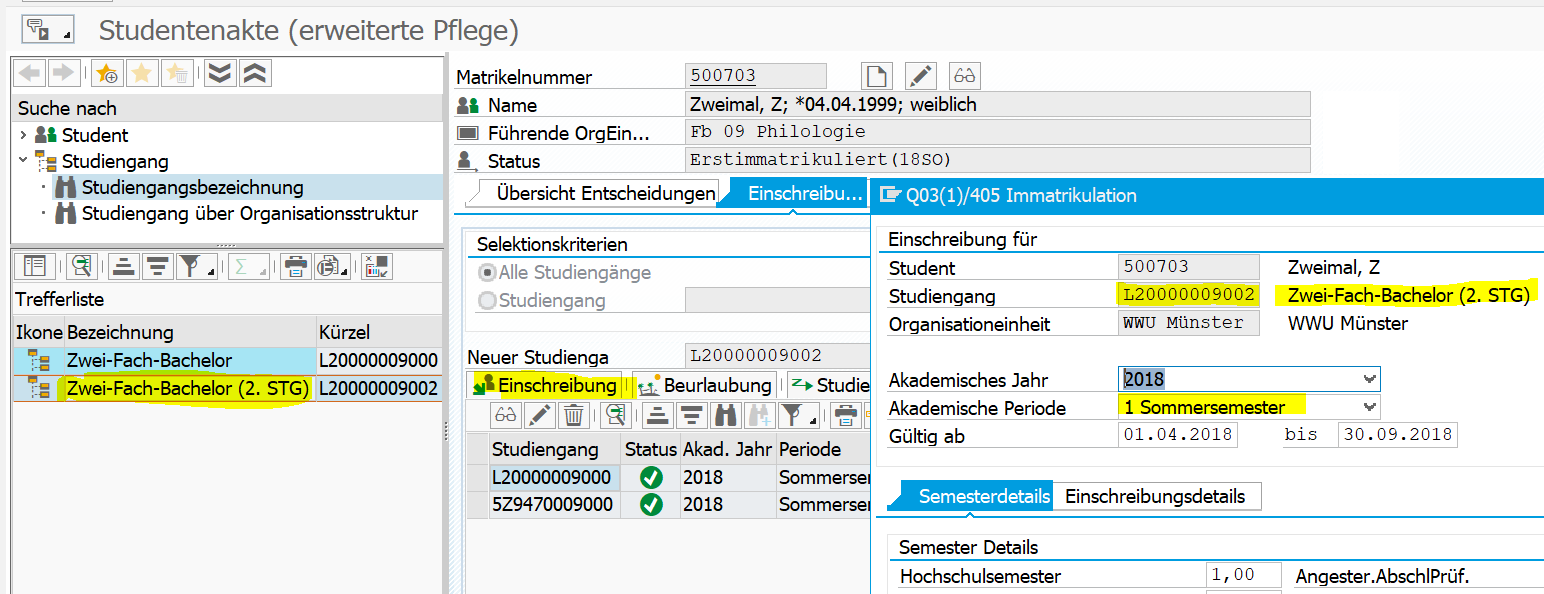 Studentenakte (erweiterte Pflege)
Suche nach
Student
Studiengang
Studiengangsbezeichnung
Studiengang über Organisationsstruktur
Trefferliste
Ikone Bezeichnung Kürzel
Zwei-Fach-Bachelor L20000009000
Zwei-Fach-Bachelor (2. STG) L20000009002
Matrikelnummer 500703
Name Zweimal, Z; *04.04.1999; weiblich
Führende OrgEin... Fb 09 Philologie
Status Erstimmatrikuliert(18SO)
Übersicht Entscheidungen Einschreibu...
Selektionskriterien
Alle Studiengänge
Studiengang
Neuer Studienga L20000009002
Einschreibung Beurlaubung Studie
Studiengang Status Akad. Jahr Periode
L20000009000 2018 Sommerser
5Z9470009000 2018 Sommerser
Q03(1)/405 Immatrikulation
Einschreibung für
Student 500703 Zweimal, Z
Studiengang L20000009002 Zwei-Fach-Bachelor (2. STG)
Organisationeinheit WWU Münster WWU Münster
Akademisches Jahr 2018
Akademische Periode 1 Sommersemester
Gültig ab 01.04.2018 bis 30.09.2018
Semesterdetails Einschreibungsdetails
Semester Details
Hochschulsemester 1,00 Angester.AbschlPrüf.